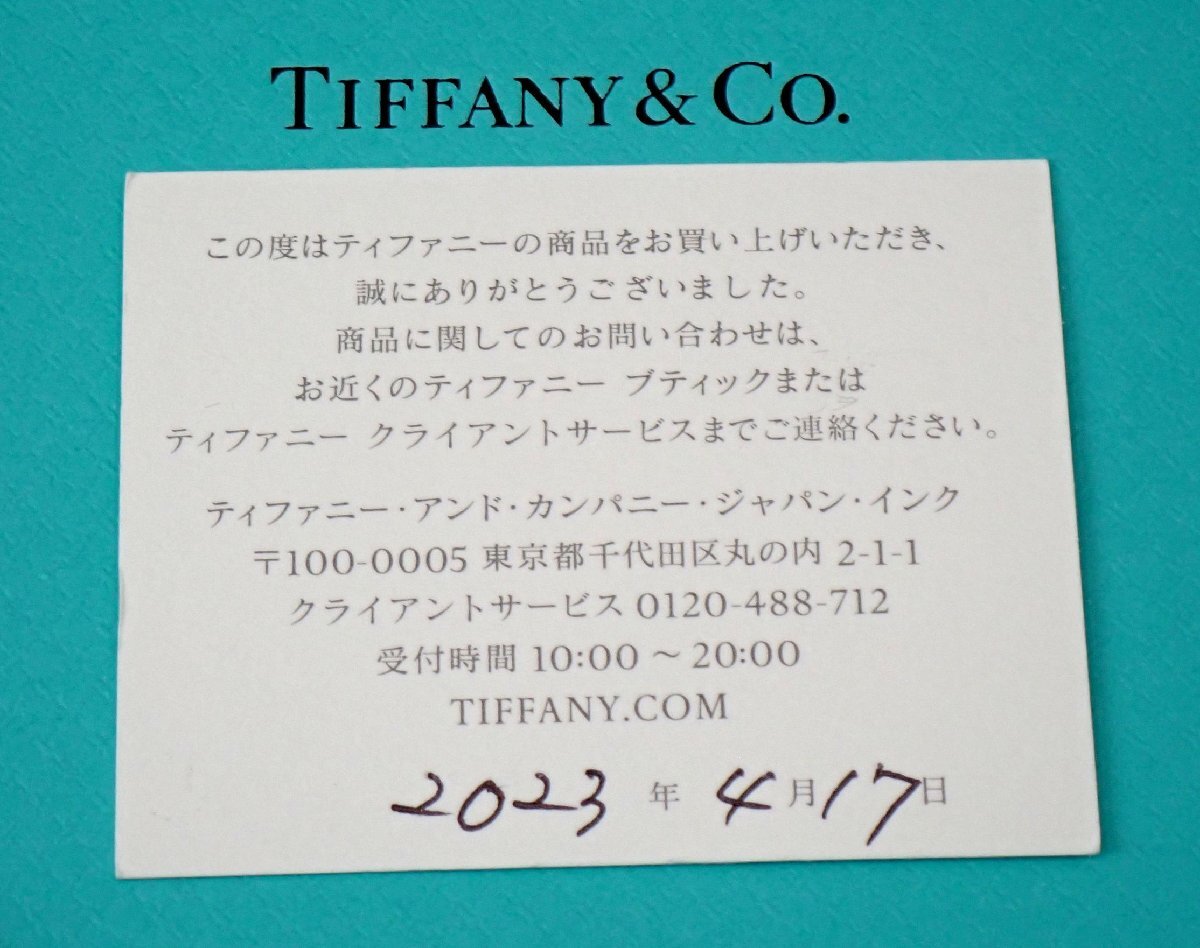 TIFFANY & CO.
この度はティファニーの商品をお買い上げいただき、
誠にありがとうございました。
商品に関してのお問い合わせは、
お近くのティファニー ブティックまたは
ティファニー クライアントサービスまでご連絡ください。
ティファニー・アンド・カンパニー・ジャパン・インク
〒100-0005 東京都千代田区丸の内 2-1-1
クライアントサービス 0120-488-712
受付時間 10:00 〜 20:00
TIFFANY.COM
2023 年 4 月 17 日